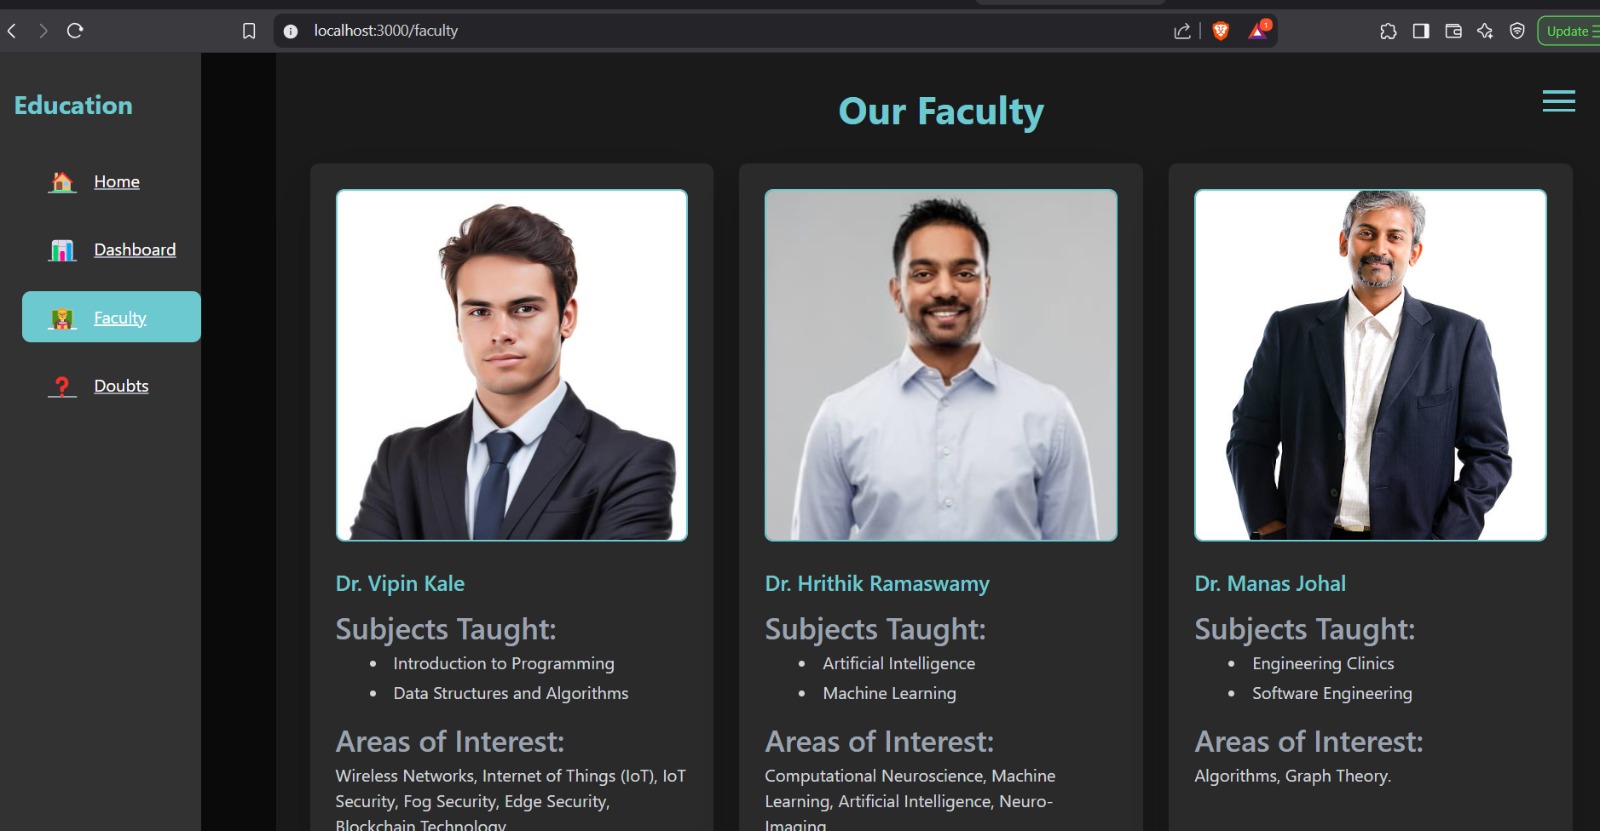 localhost:3000/faculty
1
Update
Education
Home
Dashboard
Faculty
Doubts
Our Faculty
Dr. Vipin Kale
Subjects Taught:
• Introduction to Programming
• Data Structures and Algorithms
Areas of Interest:
Wireless Networks, Internet of Things (IoT), IoT
Security, Fog Security, Edge Security,
Blockchain Technology
Dr. Hrithik Ramaswamy
Subjects Taught:
• Artificial Intelligence
• Machine Learning
Areas of Interest:
Computational Neuroscience, Machine
Learning, Artificial Intelligence, Neuro-
Imaging
Dr. Manas Johal
Subjects Taught:
• Engineering Clinics
• Software Engineering
Areas of Interest:
Algorithms, Graph Theory.